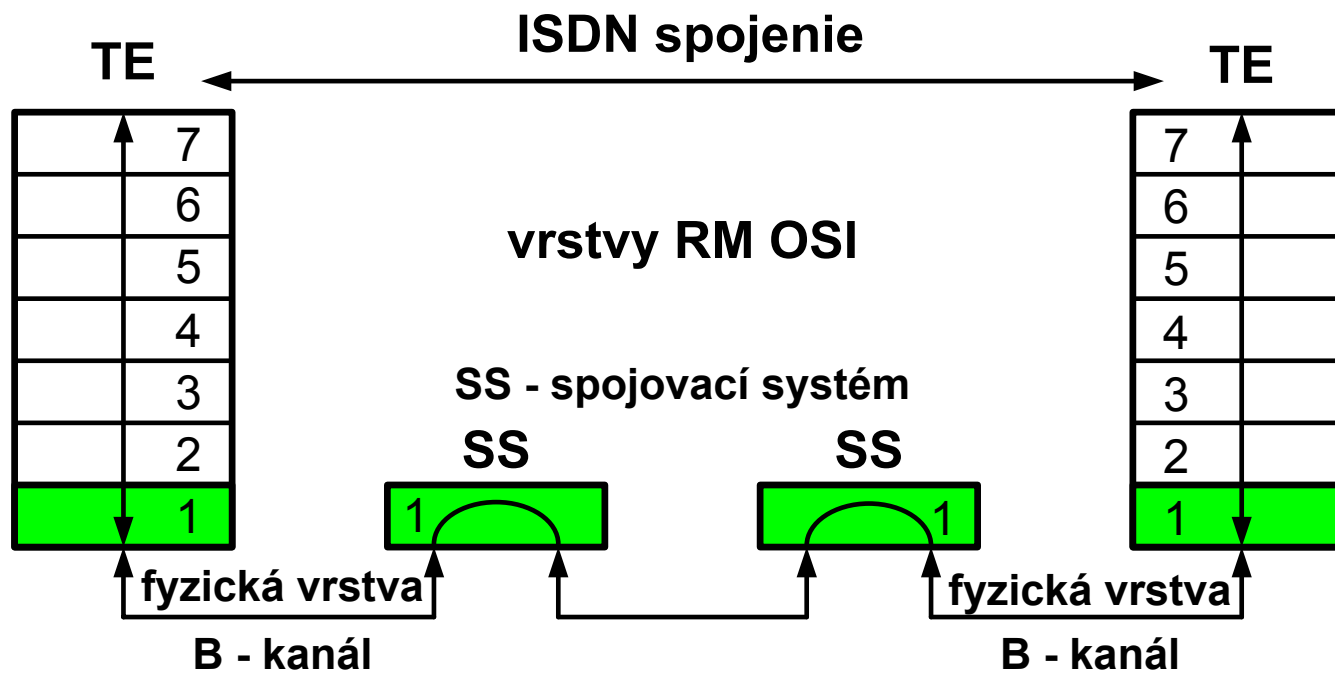 ISDN spojenie
TE
TE
7
7
6
6
vrstvy RM OSI
5
5
4
4
3
3
SS - spojovací systém
2
2
SS
SS
1
1
1
1
fyzická vrstva
fyzická vrstva
B - kanál
B - kanál